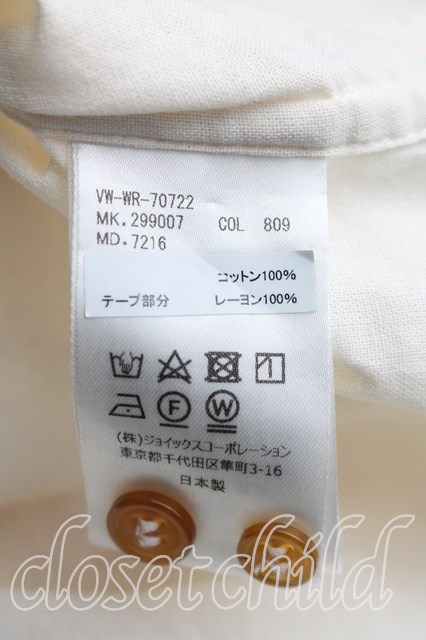 VW-WR-70722
MK.299007 COL 809
MD.7216
コットン100%
テープ部分 レーヨン100%
F W
(株)ジョイックスコーポレーション
東京都千代田区隼町3-16
日本製
closet child